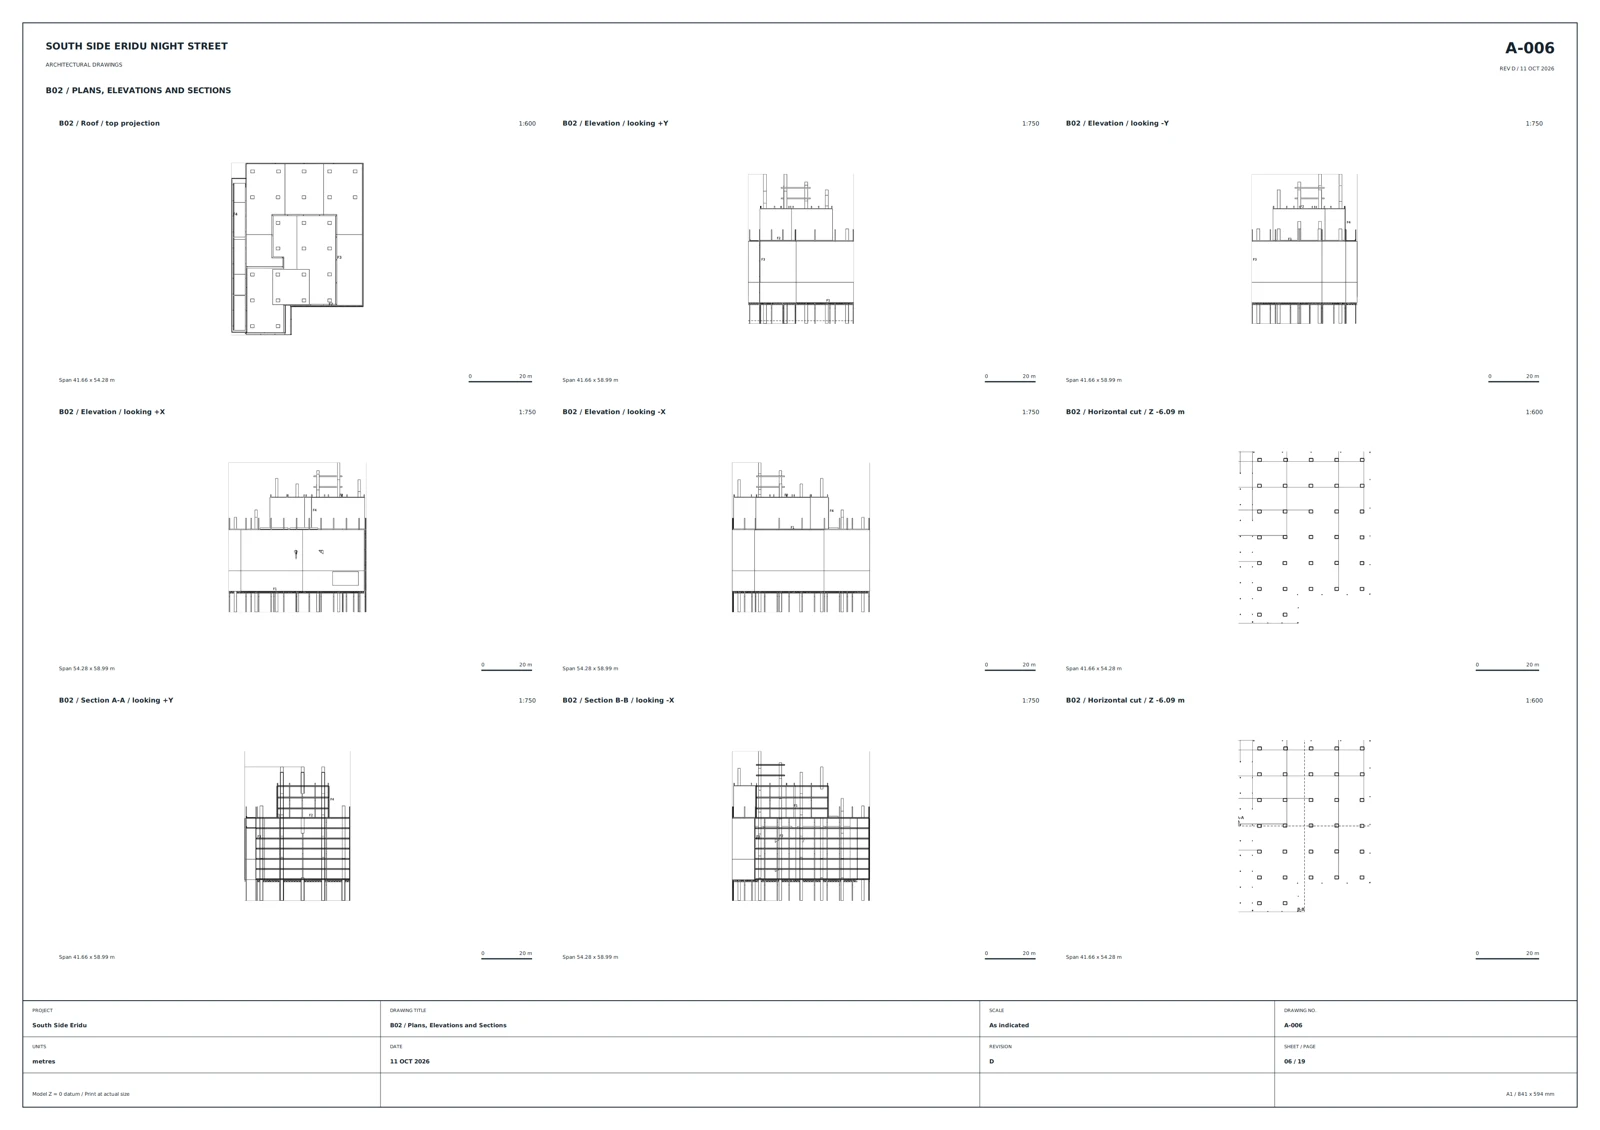 SOUTH SIDE ERIDU NIGHT STREET
A-006
ARCHITECTURAL DRAWINGS
REV D / 11 OCT 2026
B02 / PLANS, ELEVATIONS AND SECTIONS
B02 / Roof / top projection
1:600
B02 / Elevation / looking +Y
1:750
B02 / Elevation / looking -Y
1:750
Span 41.66 x 54.28 m
0 20 m
Span 41.66 x 58.99 m
0 20 m
Span 41.66 x 58.99 m
0 20 m
B02 / Elevation / looking +X
1:750
B02 / Elevation / looking -X
1:750
B02 / Horizontal cut / Z -6.09 m
1:600
Span 54.28 x 58.99 m
0 20 m
Span 54.28 x 58.99 m
0 20 m
Span 41.66 x 54.28 m
0 20 m
B02 / Section A-A / looking +Y
1:750
B02 / Section B-B / looking -X
1:750
B02 / Horizontal cut / Z -6.09 m
1:600
B-B
Span 41.66 x 58.99 m
0 20 m
Span 54.28 x 58.99 m
0 20 m
Span 41.66 x 54.28 m
0 20 m
PROJECT
South Side Eridu
DRAWING TITLE
B02 / Plans, Elevations and Sections
SCALE
As indicated
DRAWING NO.
A-006
UNITS
metres
DATE
11 OCT 2026
REVISION
D
SHEET / PAGE
06 / 19
Model Z = 0 datum / Print at actual size
A1 / 841 x 594 mm